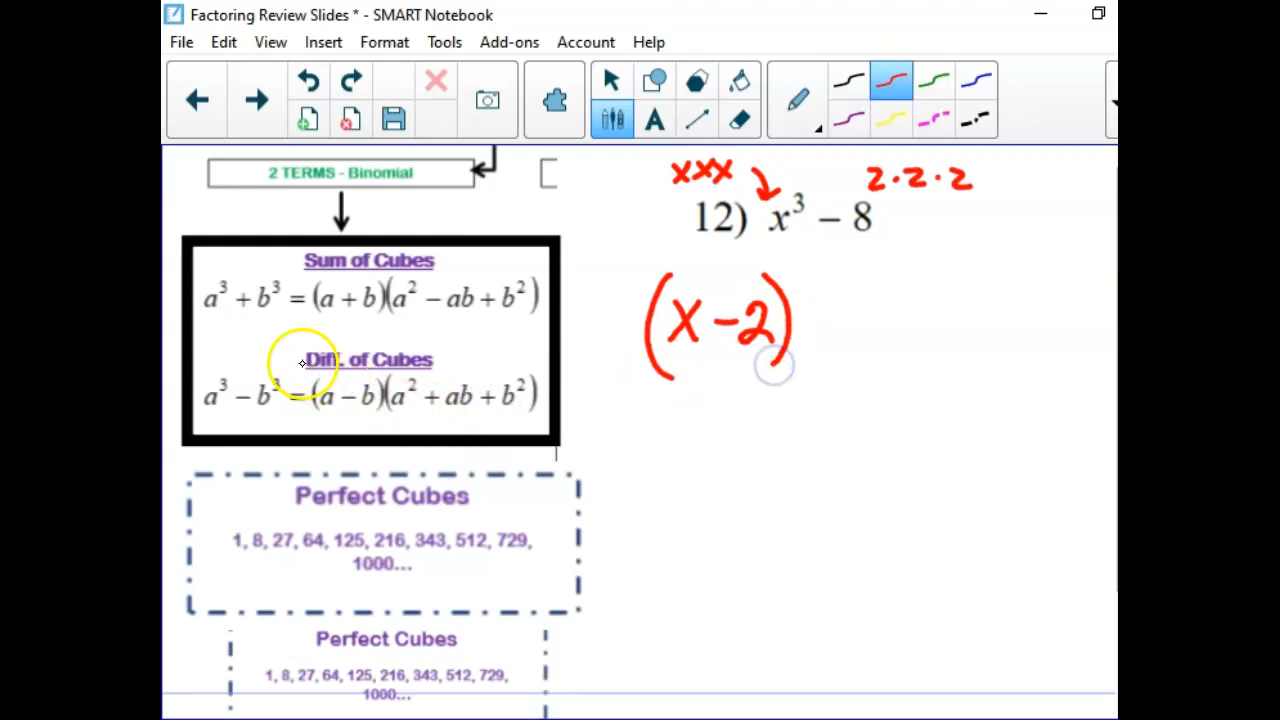 Factoring Review Slides * - SMART Notebook
File Edit View Insert Format Tools Add-ons Account Help
2 TERMS - Binomial
Sum of Cubes
a³ + b³ = (a + b)(a² − ab + b²)
Diff. of Cubes
a³ − b³ = (a − b)(a² + ab + b²)
Perfect Cubes
1, 8, 27, 64, 125, 216, 343, 512, 729,
1000...
Perfect Cubes
1, 8, 27, 64, 125, 216, 343, 512, 729,
1000...
xxx 2·2·2
12) x³ − 8
(x − 2)